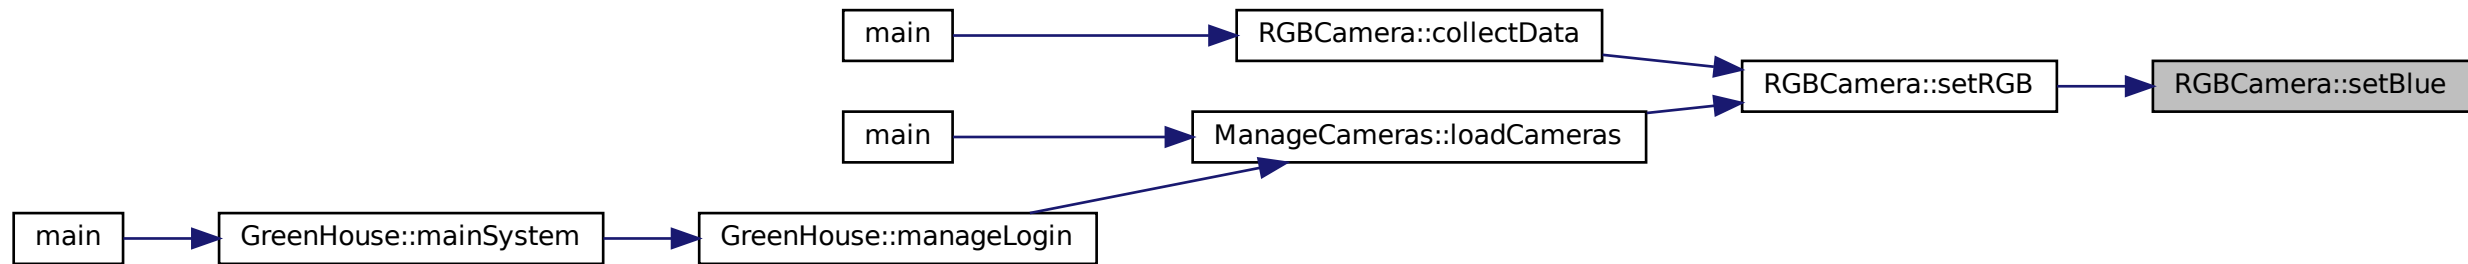 main
RGBCamera::collectData
RGBCamera::setRGB
RGBCamera::setBlue
main
ManageCameras::loadCameras
main
GreenHouse::mainSystem
GreenHouse::manageLogin